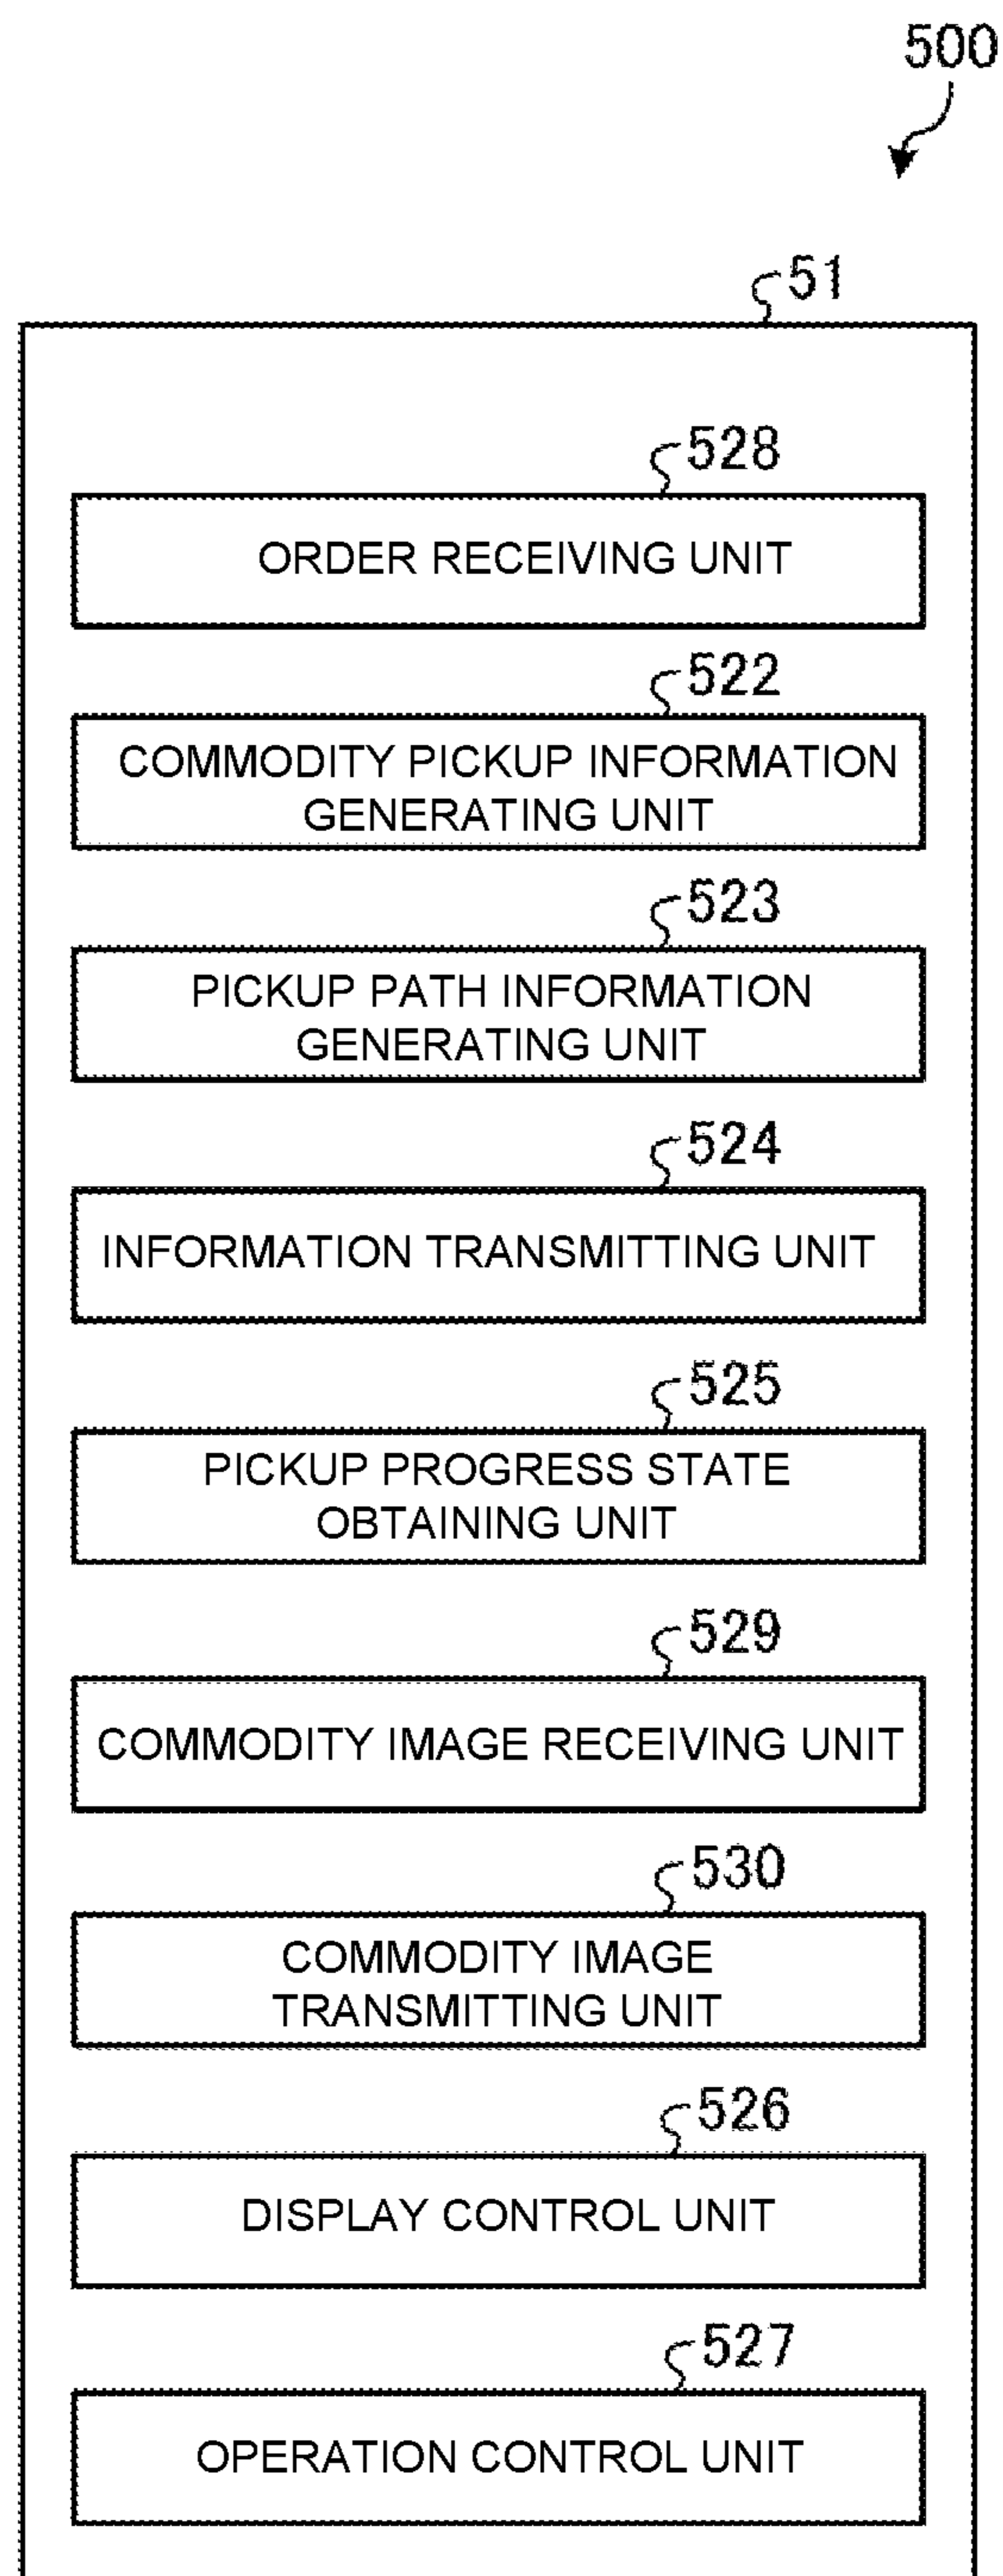 500
51
528
ORDER RECEIVING UNIT
522
COMMODITY PICKUP INFORMATION
GENERATING UNIT
523
PICKUP PATH INFORMATION
GENERATING UNIT
524
INFORMATION TRANSMITTING UNIT
525
PICKUP PROGRESS STATE
OBTAINING UNIT
529
COMMODITY IMAGE RECEIVING UNIT
530
COMMODITY IMAGE
TRANSMITTING UNIT
526
DISPLAY CONTROL UNIT
527
OPERATION CONTROL UNIT